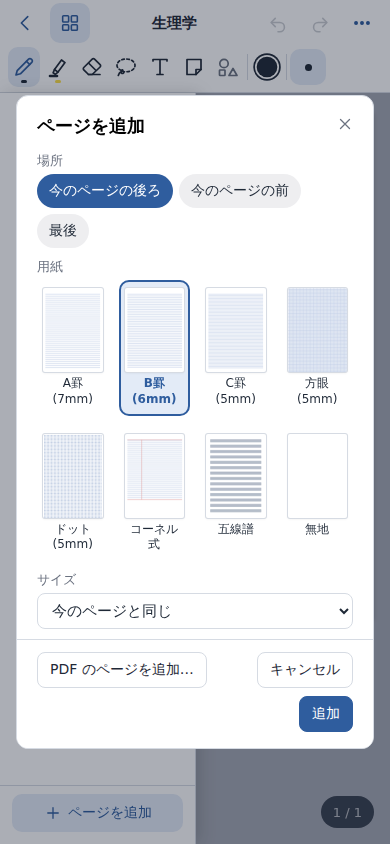 生理学
ページを追加
場所
今のページの後ろ
今のページの前
最後
用紙
A罫
(7mm)
B罫
(6mm)
C罫
(5mm)
方眼
(5mm)
ドット
(5mm)
コーネル
式
五線譜
無地
サイズ
今のページと同じ
PDF のページを追加...
キャンセル
追加
ページを追加
1 / 1